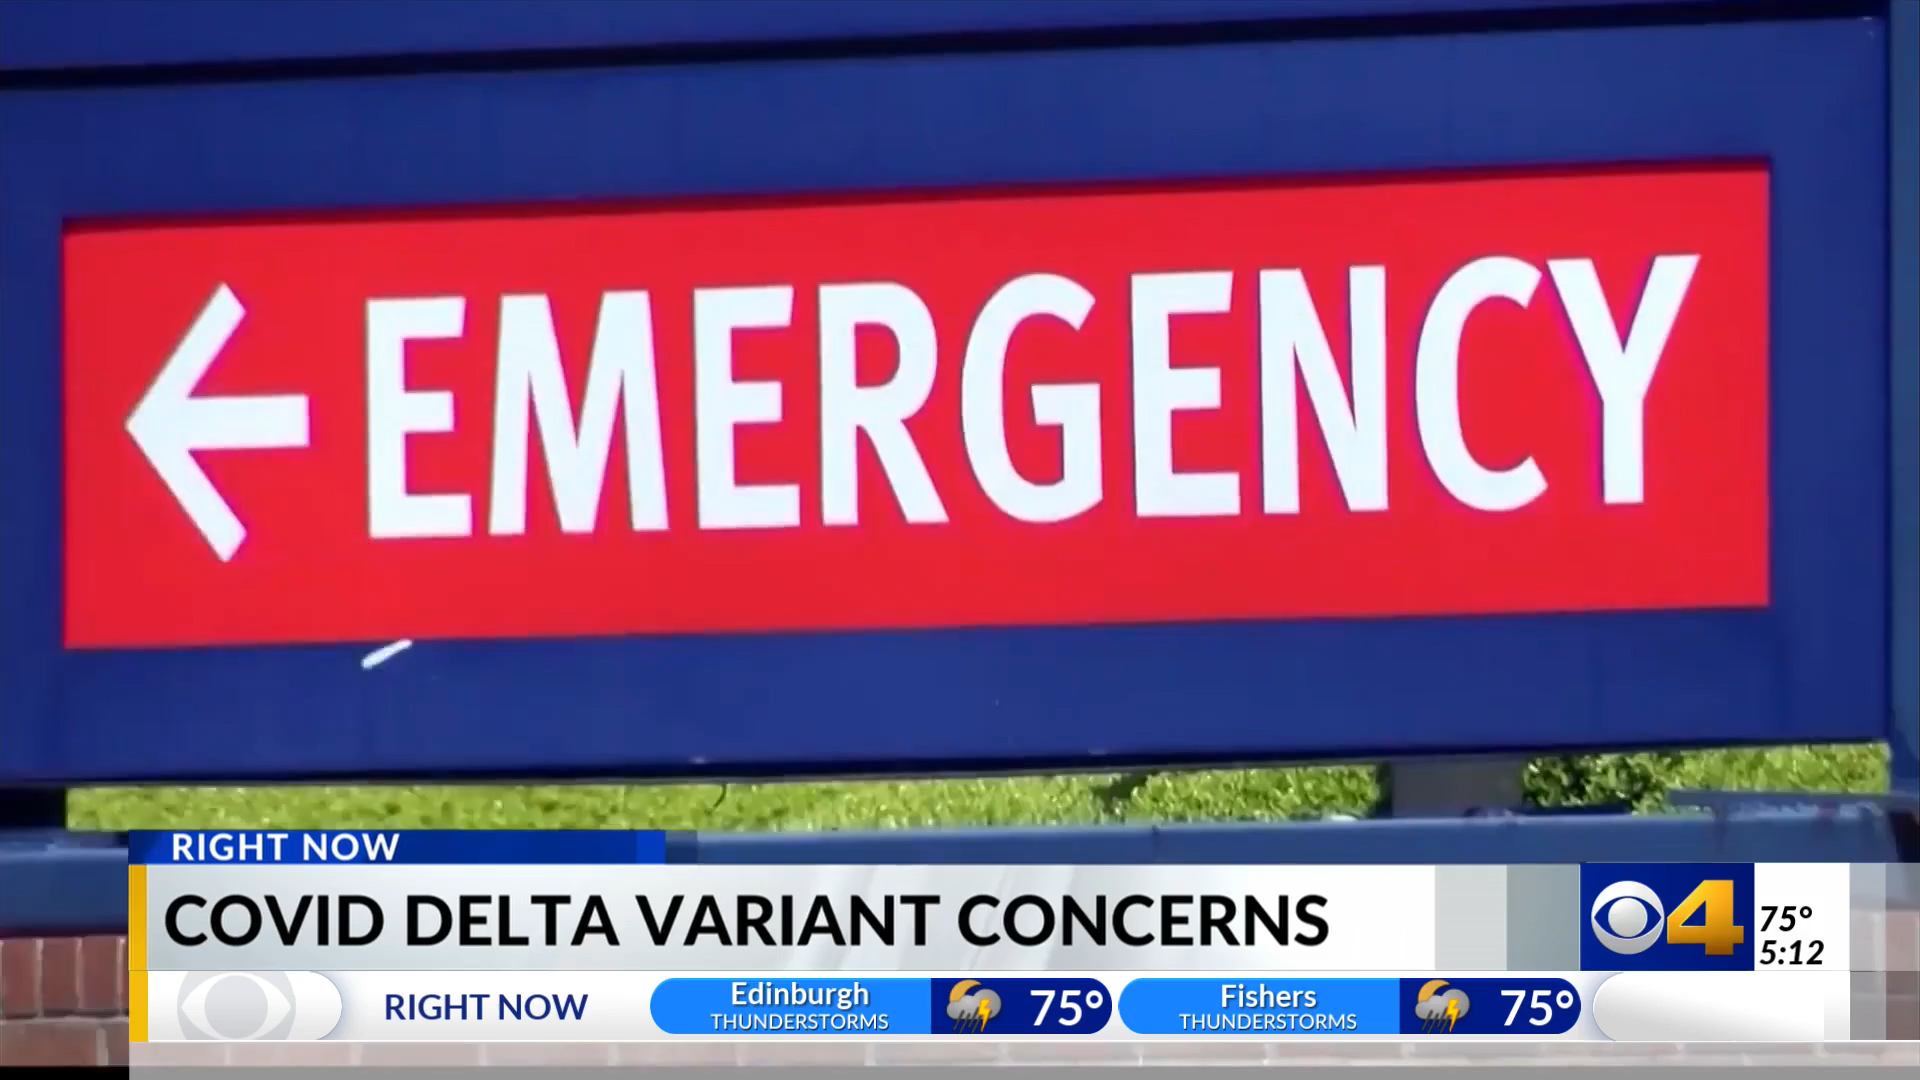 EMERGENCY
RIGHT NOW
COVID DELTA VARIANT CONCERNS
4
75°
5:12
RIGHT NOW
Edinburgh
THUNDERSTORMS
75°
Fishers
THUNDERSTORMS
75°